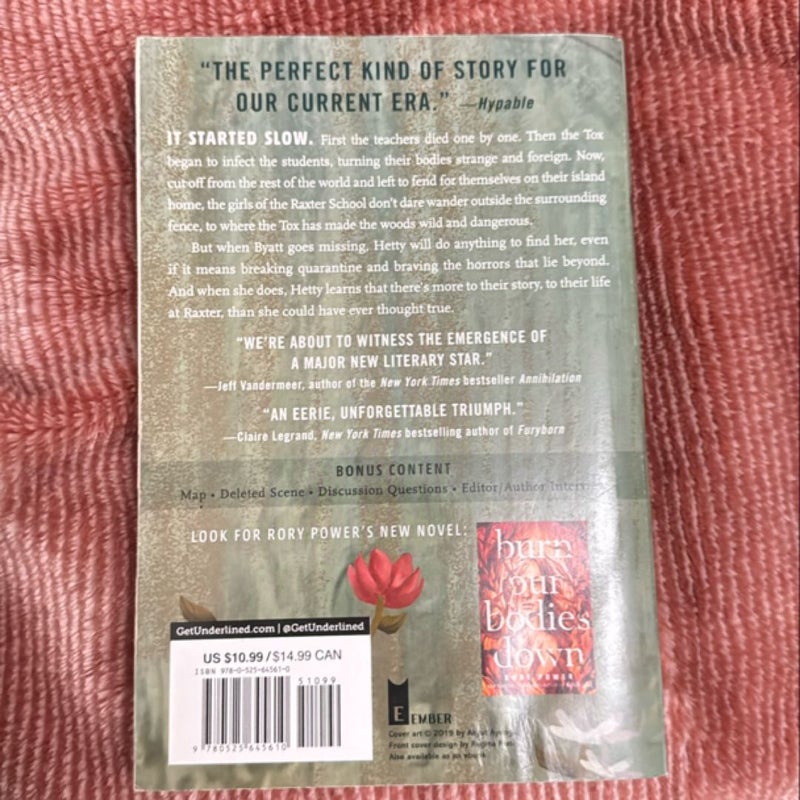 “THE PERFECT KIND OF STORY FOR
OUR CURRENT ERA.” —Hypable
IT STARTED SLOW. First the teachers died one by one. Then the Tox
began to infect the students, turning their bodies strange and foreign. Now,
cut off from the rest of the world and left to fend for themselves on their island
home, the girls of the Raxter School don't dare wander outside the surrounding
fence, to where the Tox has made the woods wild and dangerous.
But when Byatt goes missing, Hetty will do anything to find her, even
if it means breaking quarantine and braving the horrors that lie beyond.
And when she does, Hetty learns that there's more to their story, to their life
at Raxter, than she could have ever thought true.
“WE'RE ABOUT TO WITNESS THE EMERGENCE OF
A MAJOR NEW LITERARY STAR.”
—Jeff Vandermeer, author of the New York Times bestseller Annihilation
“AN EERIE, UNFORGETTABLE TRIUMPH.”
—Claire Legrand, New York Times bestselling author of Furyborn
BONUS CONTENT
Map • Deleted Scene • Discussion Questions • Editor/Author
LOOK FOR RORY POWER'S NEW NOVEL:
burn
our
bodies
down
RORY POWER
GetUnderlined.com | @GetUnderlined
US $10.99 / $14.99 CAN
ISBN 978-0-525-64561-0
51099
9 780525 645610
E EMBER
Cover art © 2019 by
Front cover design by Regina
Also available as an ebook